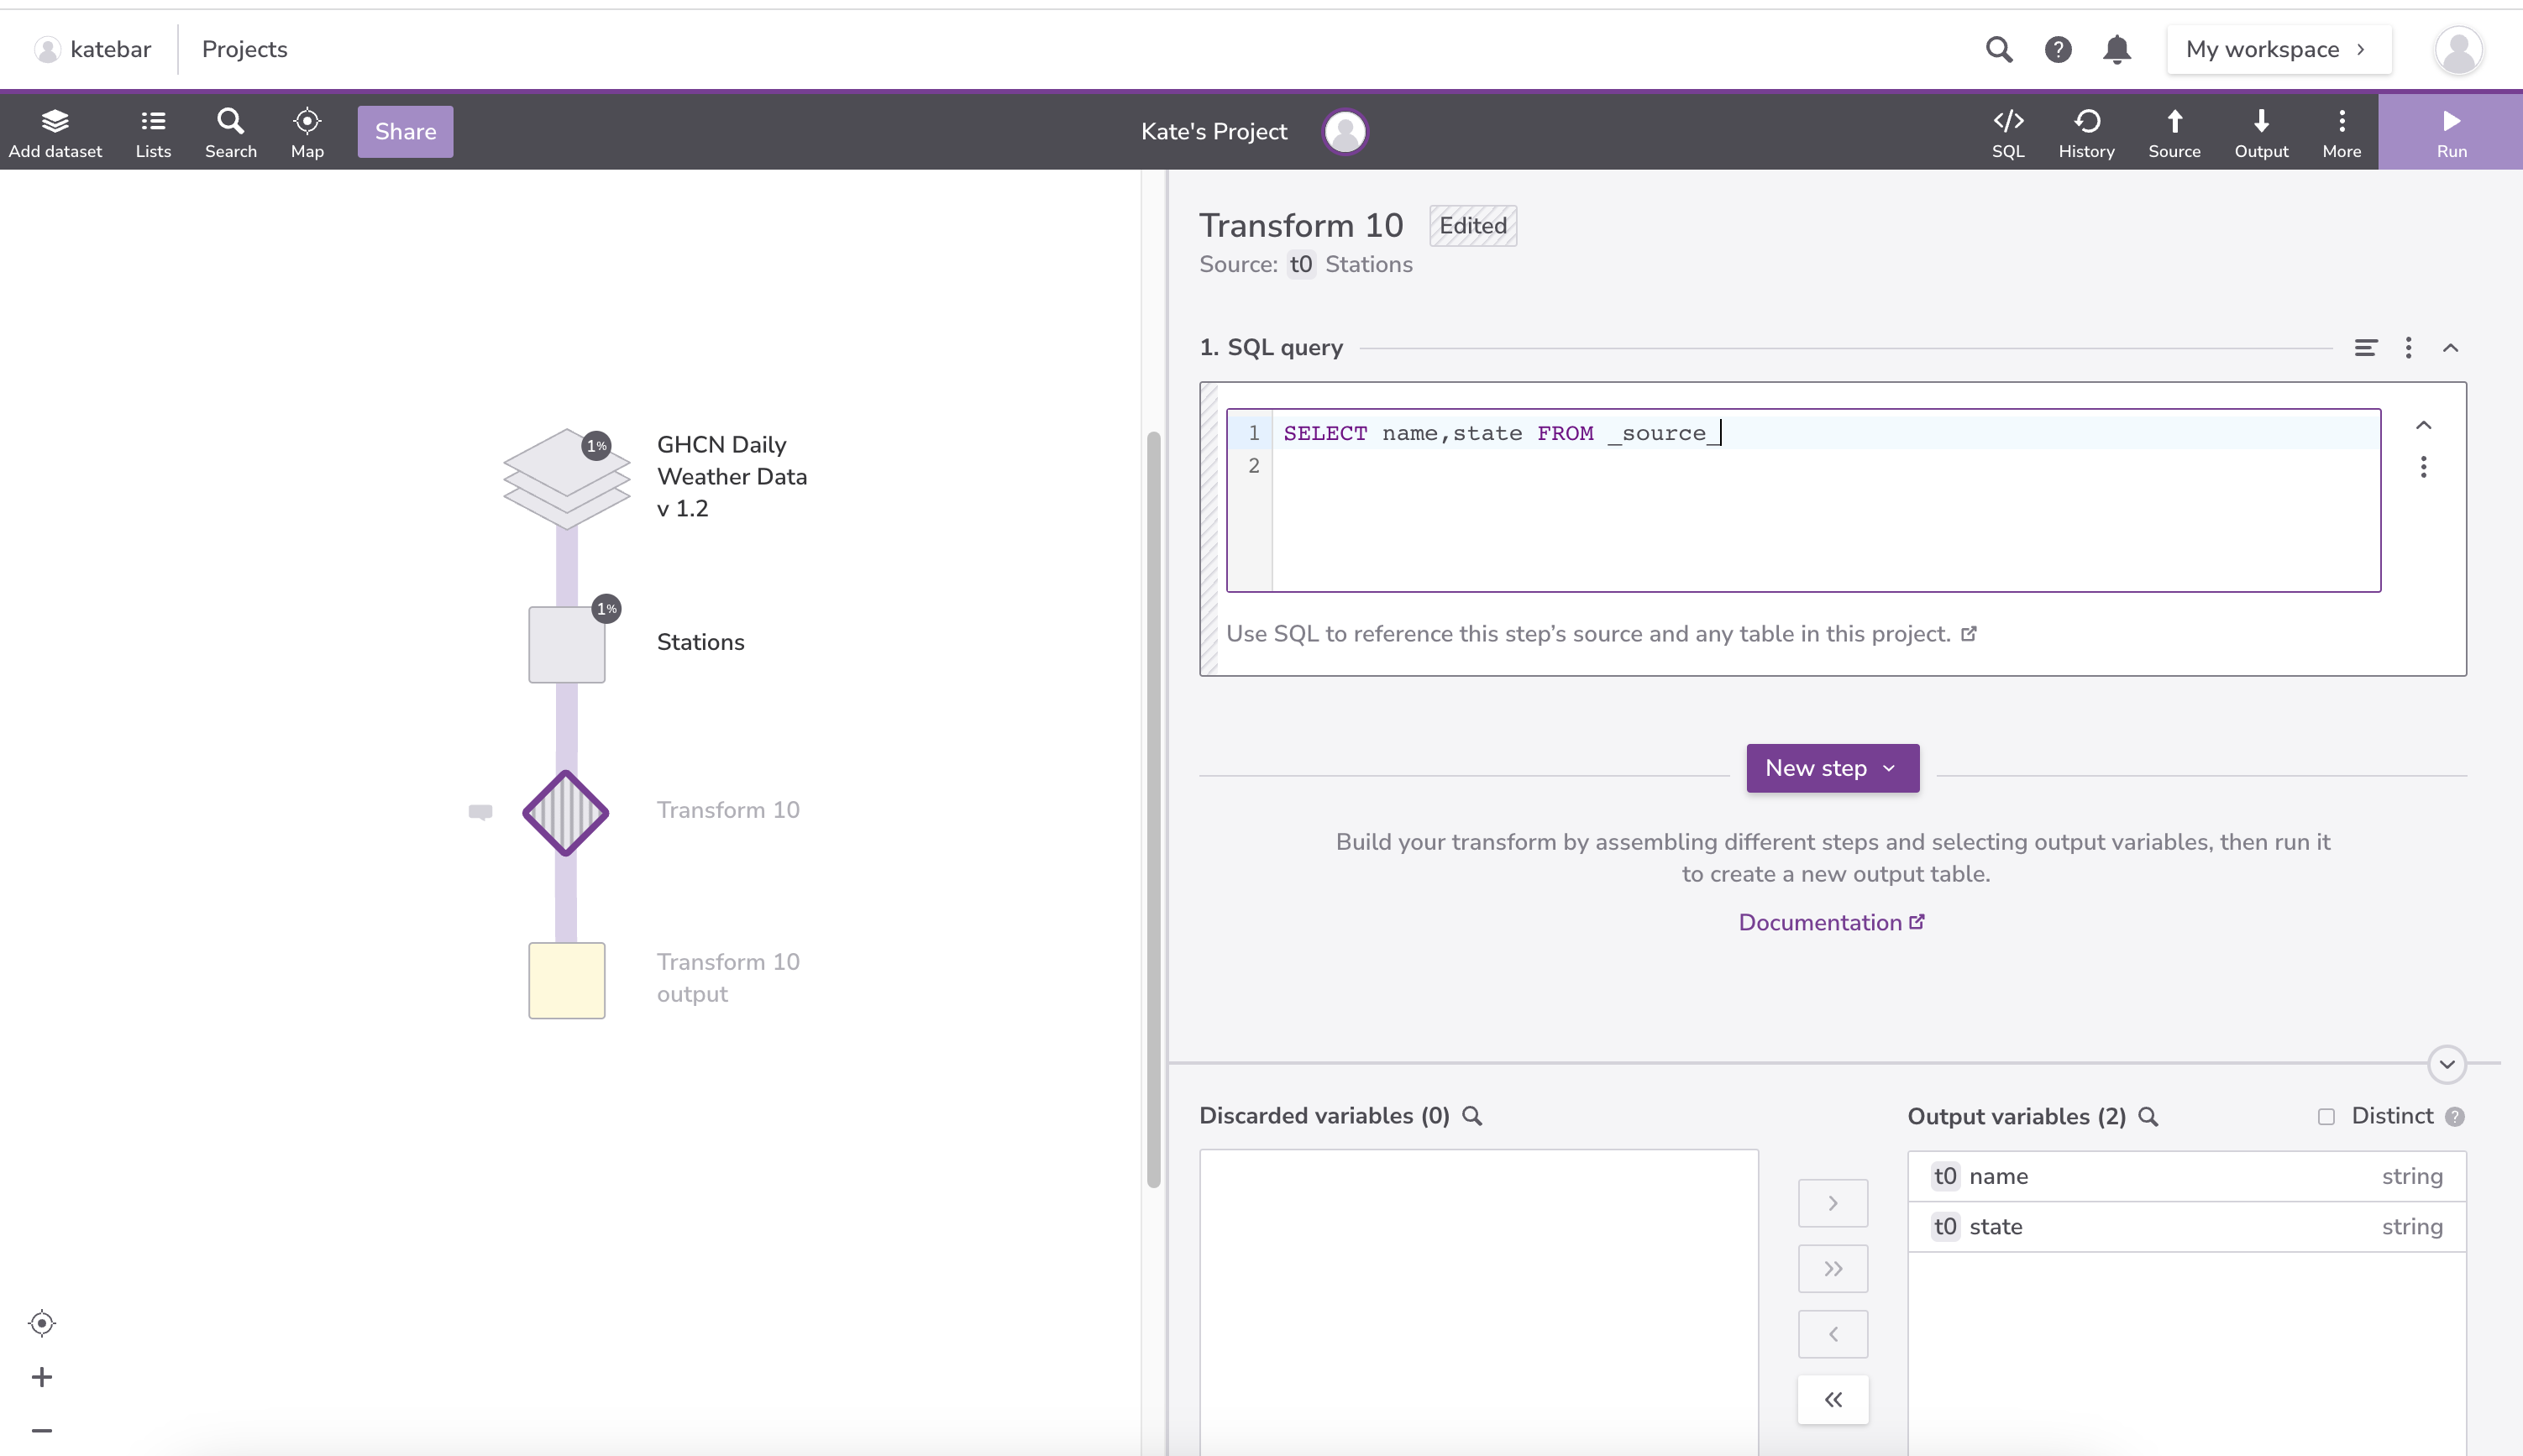 katebar
Projects
My workspace
Add dataset
Lists
Search
Map
Share
Kate's Project
SQL
History
Source
Output
More
Run
Transform 10
Edited
Source: t0 Stations
1. SQL query
1 SELECT name,state FROM _source_
2
Use SQL to reference this step’s source and any table in this project.
New step
Build your transform by assembling different steps and selecting output variables, then run it
to create a new output table.
Documentation
Discarded variables (0)
Output variables (2)
Distinct
t0 name string
t0 state string
1%
GHCN Daily
Weather Data
v 1.2
1%
Stations
Transform 10
Transform 10
output